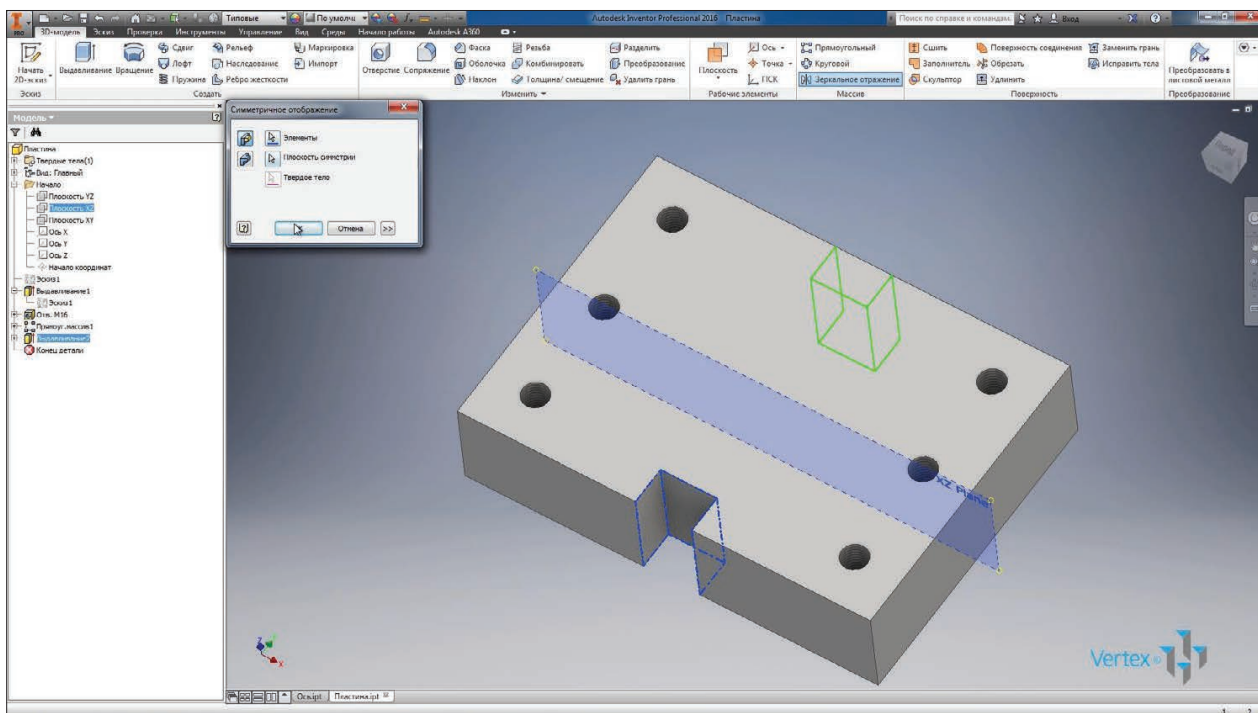 PRO
Типовые
По умолч
Autodesk Inventor Professional 2016 Пластина
Поиск по справке и командам.
Вход
3D-модель Эскиз Проверка Инструменты Управление Вид Среды Начало работы Autodesk A360
Начать
2D-эскиз
Выдавливание Вращение
Сдвиг
Лофт
Пружина
Рельеф
Наследование
Ребро жесткости
Маркировка
Импорт
Отверстие Сопряжение
Фаска
Оболочка
Наклон
Резьба
Комбинировать
Толщина/ смещение
Разделить
Преобразование
Удалить грань
Плоскость
Ось
Точка
ПСК
Прямоугольный
Круговой
Зеркальное отражение
Сшить
Заполнитель
Скульптор
Поверхность соединения
Обрезать
Удлинить
Заменить грань
Исправить тела
Преобразовать в
листовой металл
Эскиз Создать Изменить Рабочие элементы Массив Поверхность Преобразование
Модель
Пластина
Твердые тела(1)
Вид: Главный
Начало
Плоскость YZ
Плоскость XZ
Плоскость XY
Ось X
Ось Y
Ось Z
Начало координат
Эскиз1
Выдавливание1
Эскиз1
Отв. М16
Прямоуг.массив1
Выдавливание2
Конец детали
Симметричное отображение
Элементы
Плоскость симметрии
Твердое тело
Отмена >>
XZ Plane
Z
X
Vertex
Ось.ipt Пластина.ipt